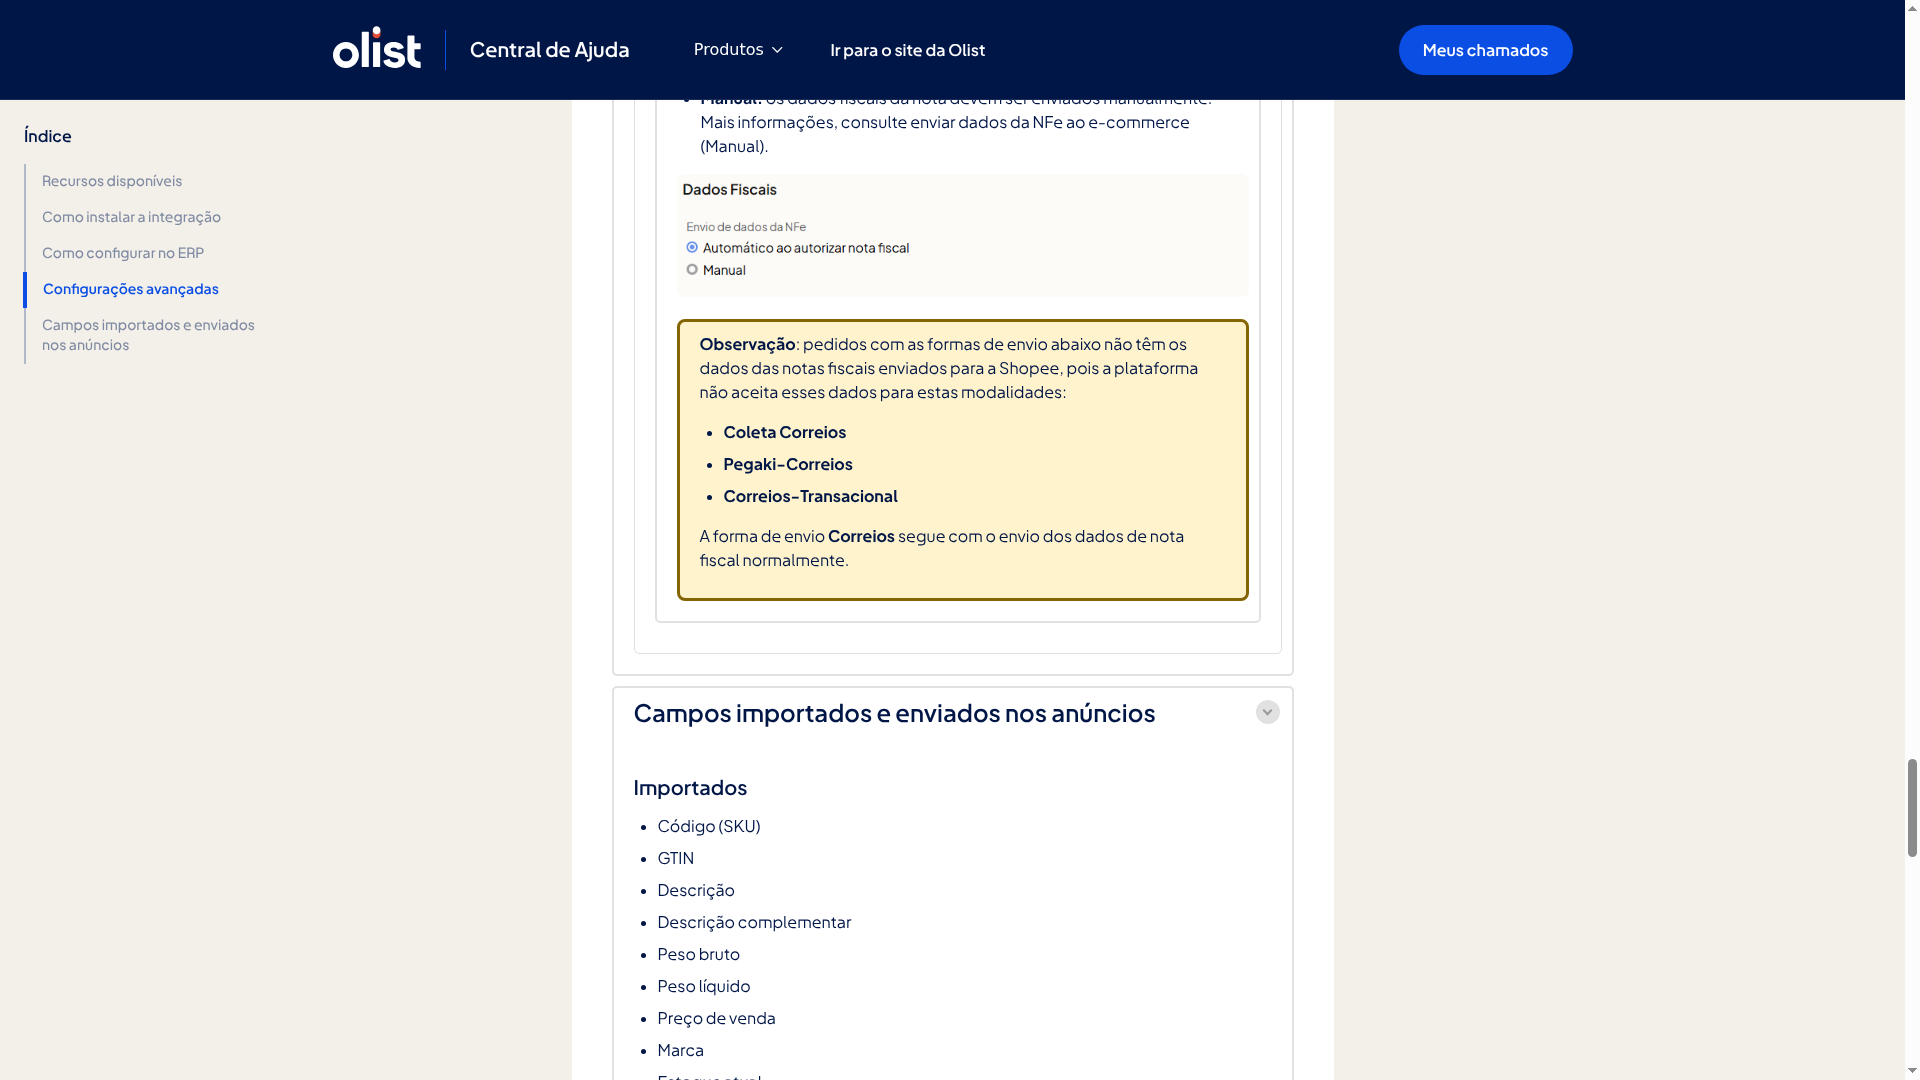 olist
Central de Ajuda
Produtos
Ir para o site da Olist
Meus chamados
Índice
Recursos disponíveis
Como instalar a integração
Como configurar no ERP
Configurações avançadas
Campos importados e enviados
nos anúncios
Manual: os dados fiscais da nota devem ser enviados manualmente.
Mais informações, consulte enviar dados da NFe ao e-commerce
(Manual).
Dados Fiscais
Envio de dados da NFe
Automático ao autorizar nota fiscal
Manual
Observação: pedidos com as formas de envio abaixo não têm os
dados das notas fiscais enviados para a Shopee, pois a plataforma
não aceita esses dados para estas modalidades:
Coleta Correios
Pegaki-Correios
Correios-Transacional
A forma de envio Correios segue com o envio dos dados de nota
fiscal normalmente.
Campos importados e enviados nos anúncios
Importados
Código (SKU)
GTIN
Descrição
Descrição complementar
Peso bruto
Peso líquido
Preço de venda
Marca
Estoque atual